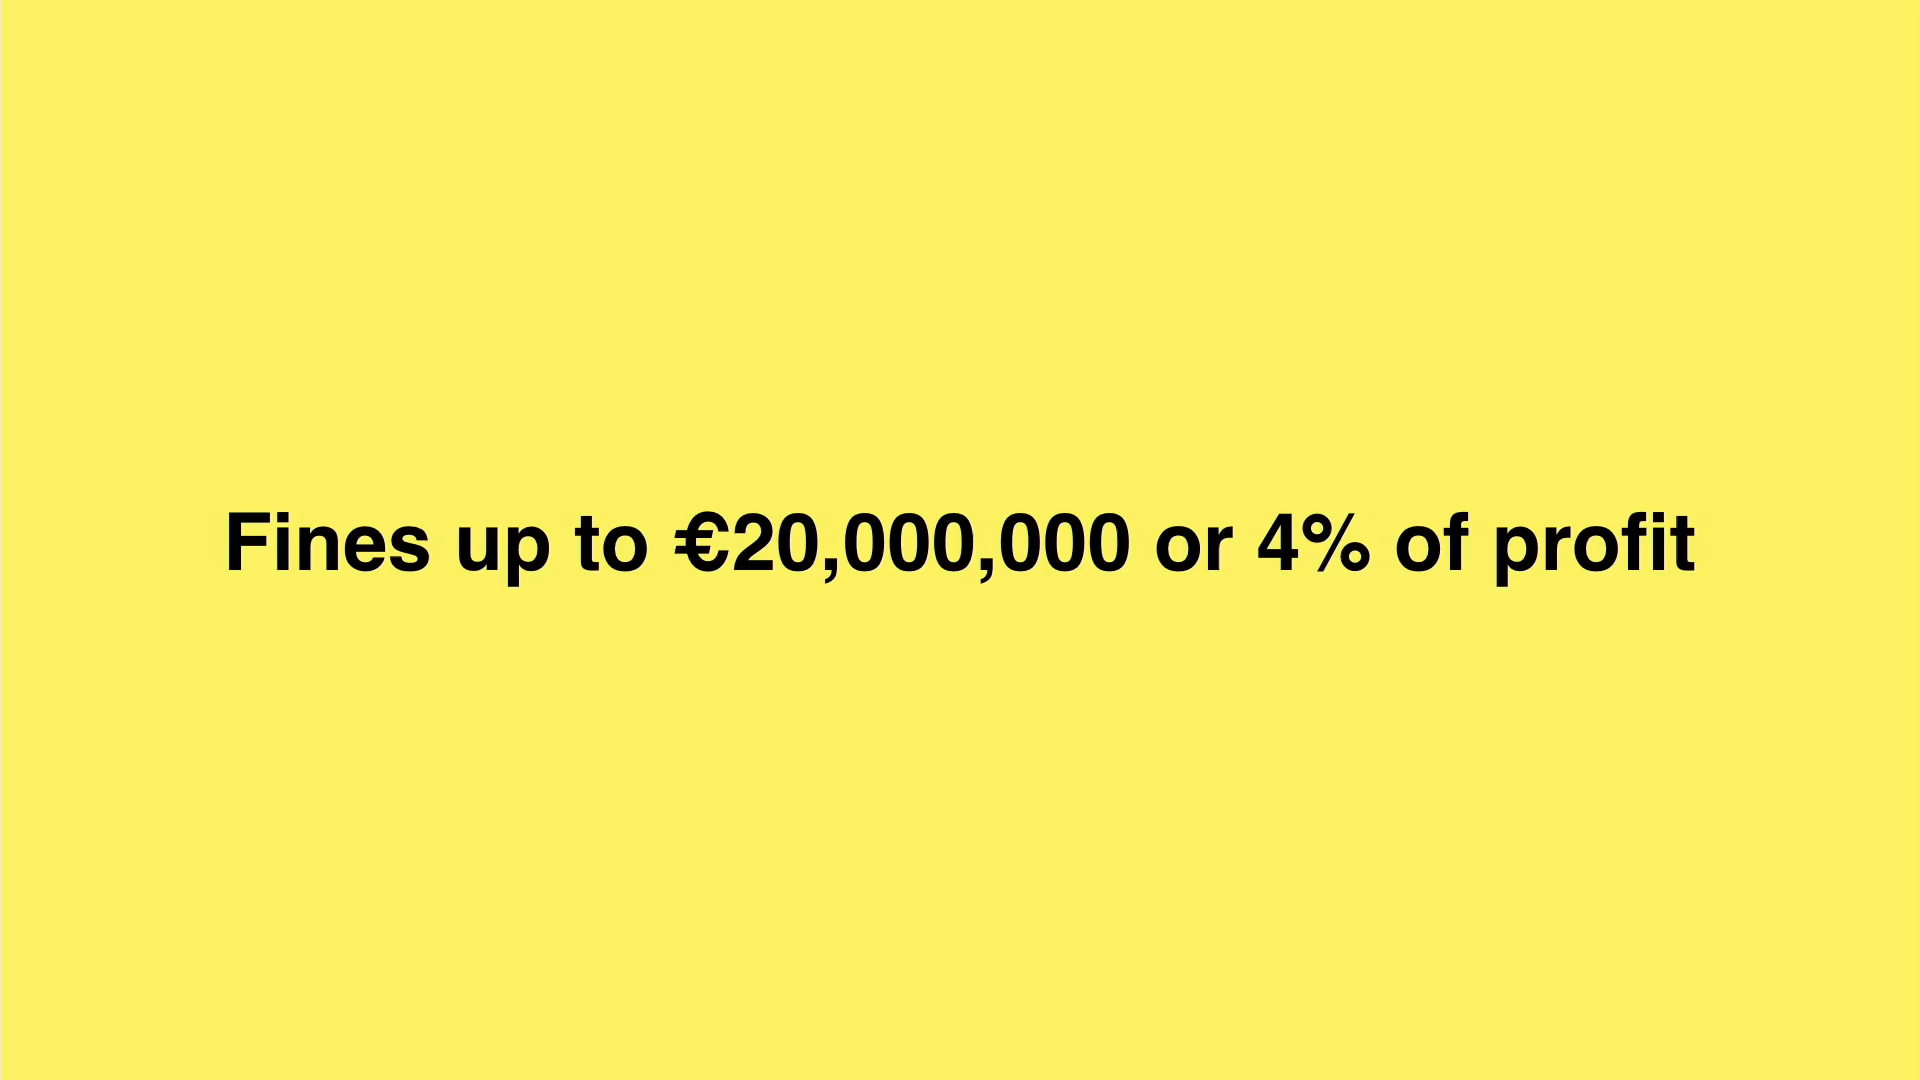 Fines up to €20,000,000 or 4% of profit